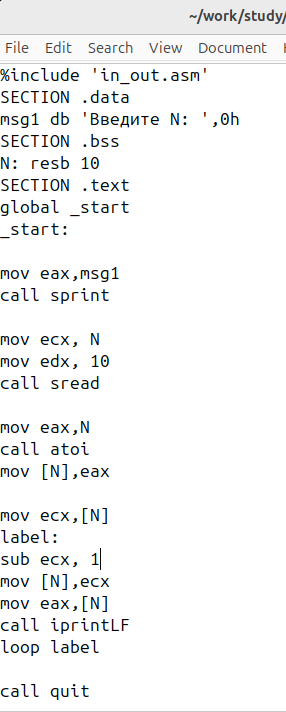 ~/work/study/
File Edit Search View Document
%include 'in_out.asm'
SECTION .data
msg1 db 'Введите N: ',0h
SECTION .bss
N: resb 10
SECTION .text
global _start
_start:
mov eax,msg1
call sprint
mov ecx, N
mov edx, 10
call sread
mov eax,N
call atoi
mov [N],eax
mov ecx,[N]
label:
sub ecx, 1
mov [N],ecx
mov eax,[N]
call iprintLF
loop label
call quit